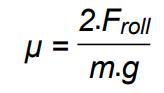 μ = 2.Froll / m.g